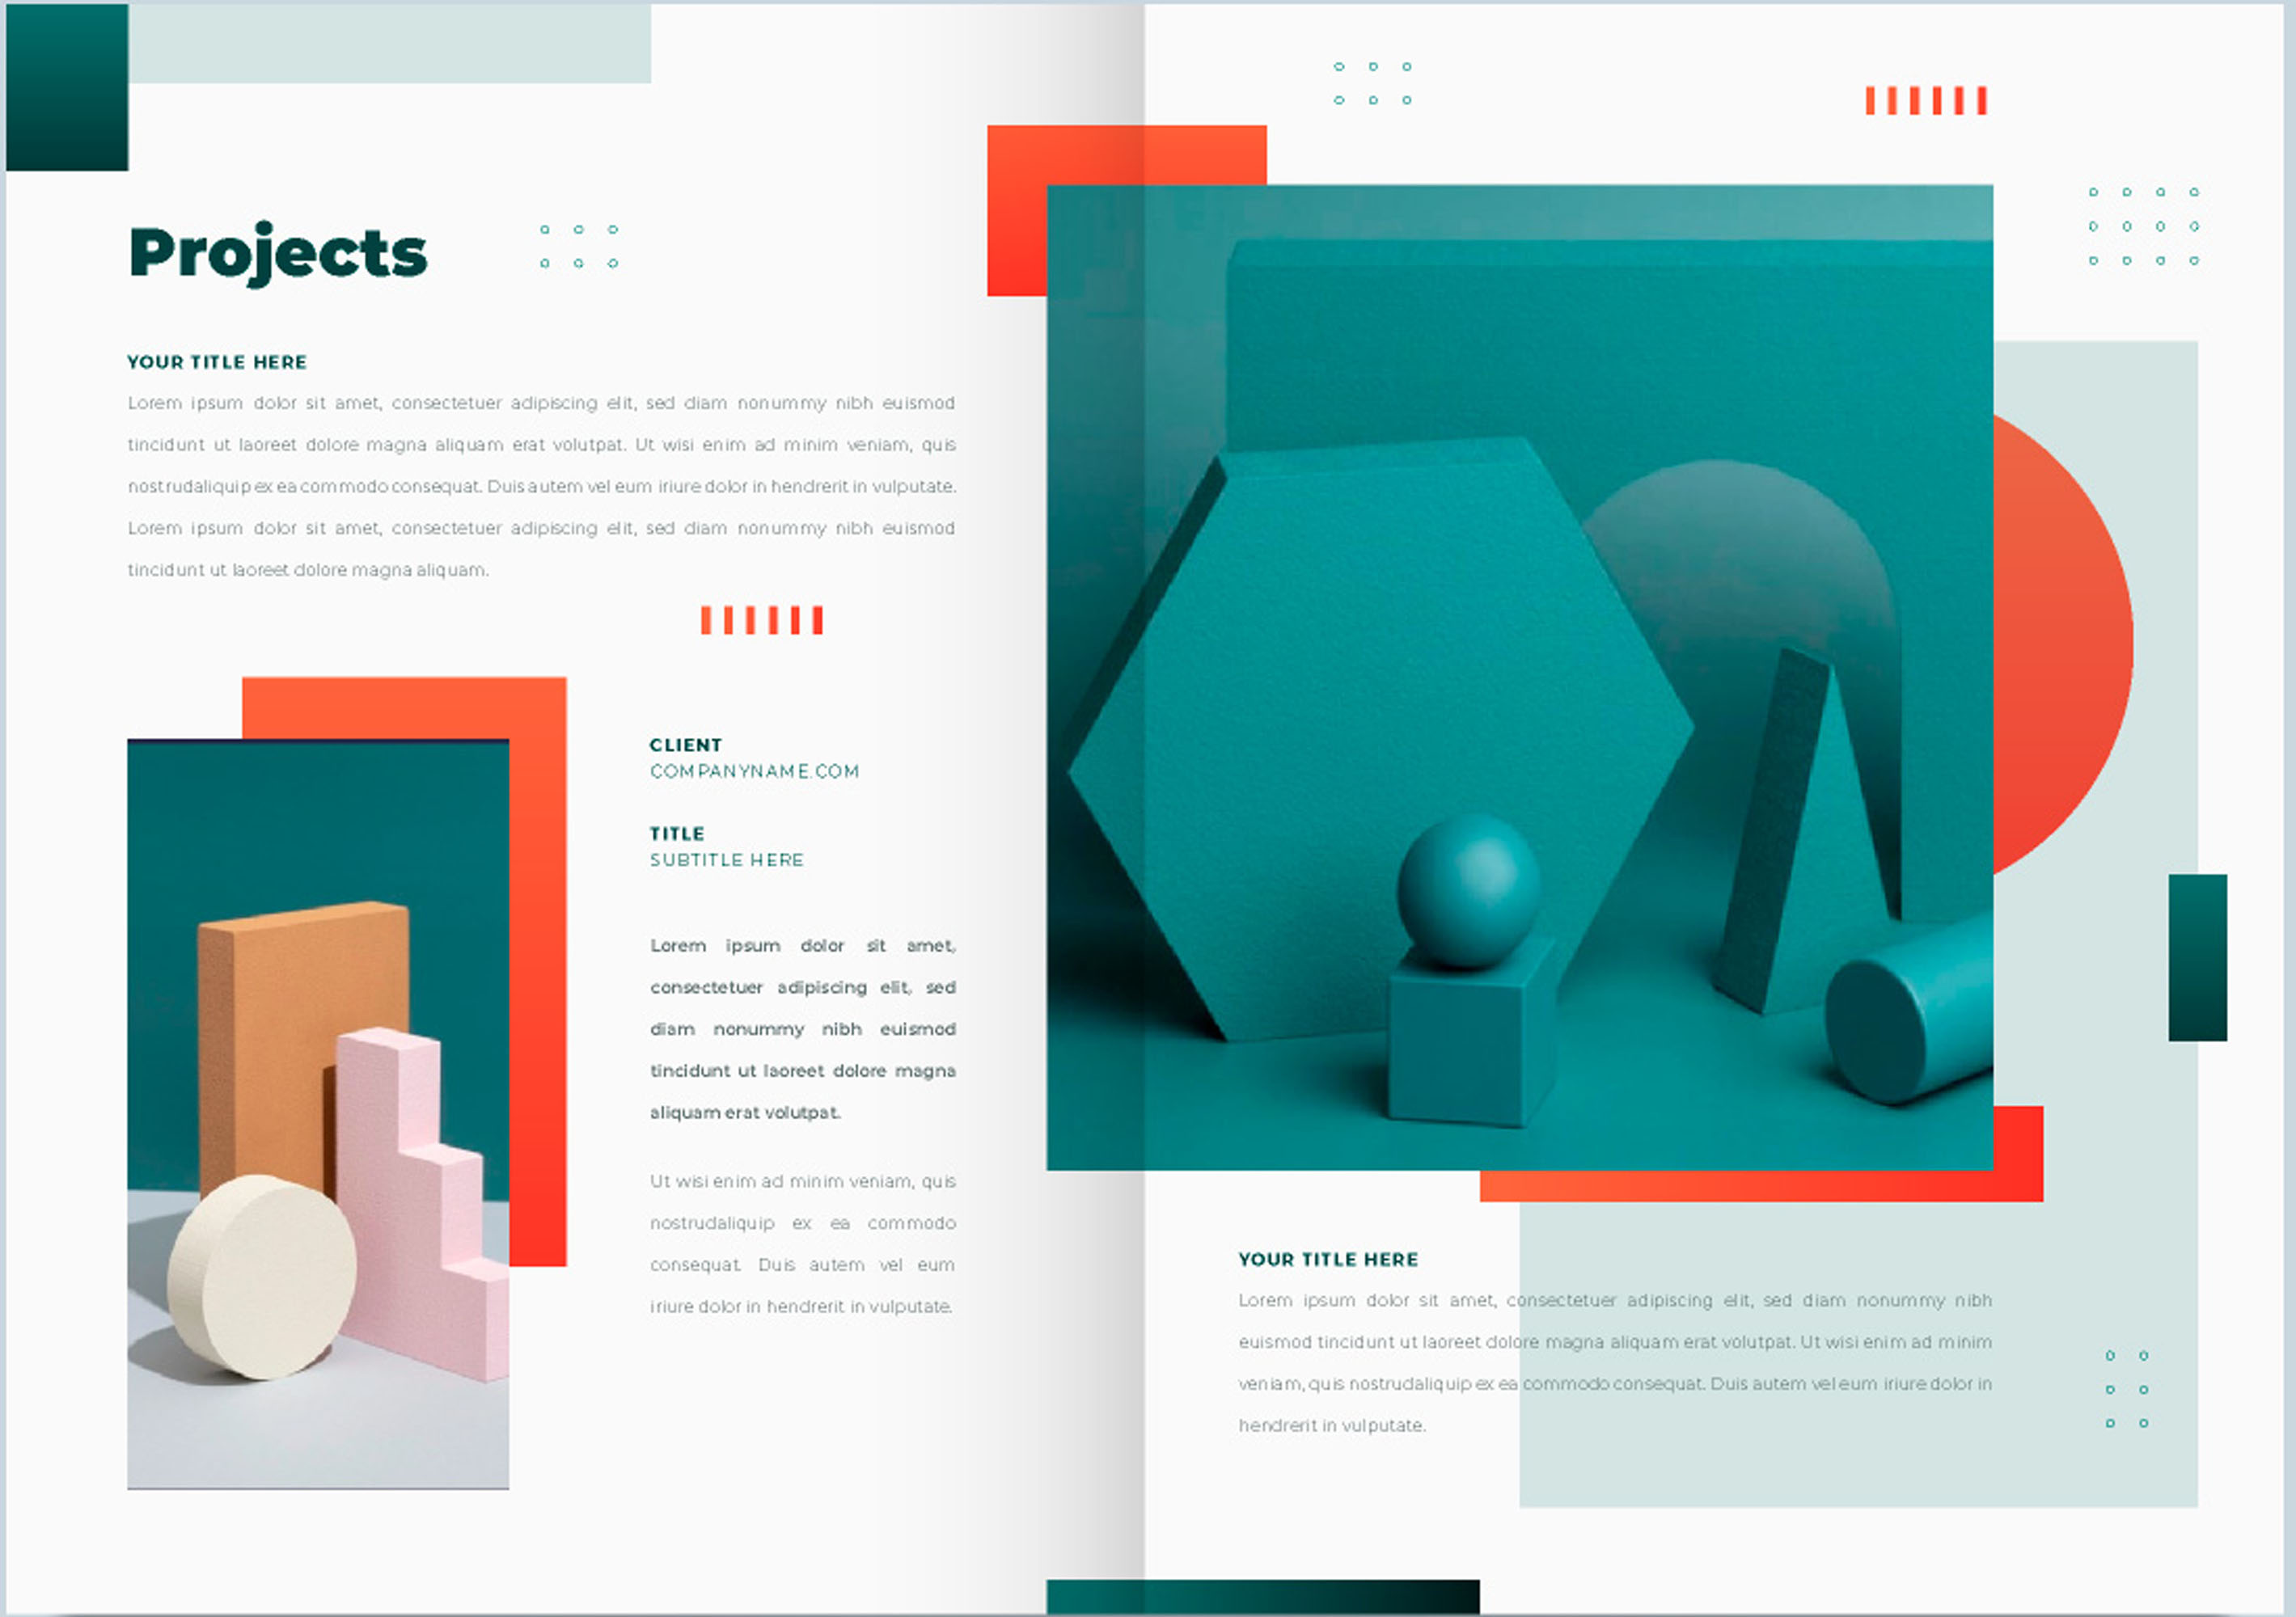 Projects
YOUR TITLE HERE
Lorem ipsum dolor sit amet, consectetuer adipiscing elit, sed diam nonummy nibh euismod
tincidunt ut laoreet dolore magna aliquam erat volutpat. Ut wisi enim ad minim veniam, quis
nostrudaliquip ex ea commodo consequat. Duis autem vel eum iriure dolor in hendrerit in vulputate.
Lorem ipsum dolor sit amet, consectetuer adipiscing elit, sed diam nonummy nibh euismod
tincidunt ut laoreet dolore magna aliquam.
CLIENT
COMPANYNAME.COM
TITLE
SUBTITLE HERE
Lorem ipsum dolor sit amet,
consectetuer adipiscing elit, sed
diam nonummy nibh euismod
tincidunt ut laoreet dolore magna
aliquam erat volutpat.
Ut wisi enim ad minim veniam, quis
nostrudaliquip ex ea commodo
consequat. Duis autem vel eum
iriure dolor in hendrerit in vulputate.
YOUR TITLE HERE
Lorem ipsum dolor sit amet, consectetuer adipiscing elit, sed diam nonummy nibh
euismod tincidunt ut laoreet dolore magna aliquam erat volutpat. Ut wisi enim ad minim
veniam, quis nostrudaliquip ex ea commodo consequat. Duis autem vel eum iriure dolor in
hendrerit in vulputate.